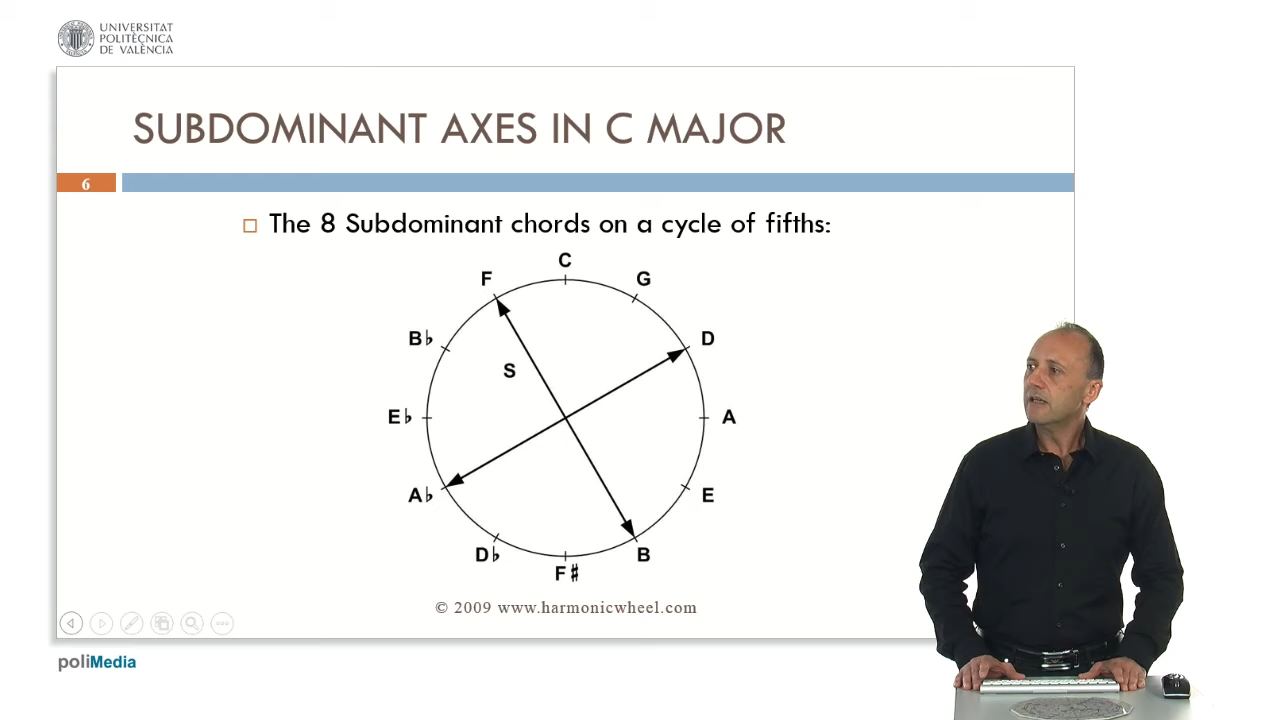 UNIVERSITAT
POLITÈCNICA
DE VALÈNCIA
SUBDOMINANT AXES IN C MAJOR
6
The 8 Subdominant chords on a cycle of fifths:
C
F
G
B♭
D
S
E♭
A
A♭
E
D♭
B
F♯
© 2009 www.harmonicwheel.com
poliMedia